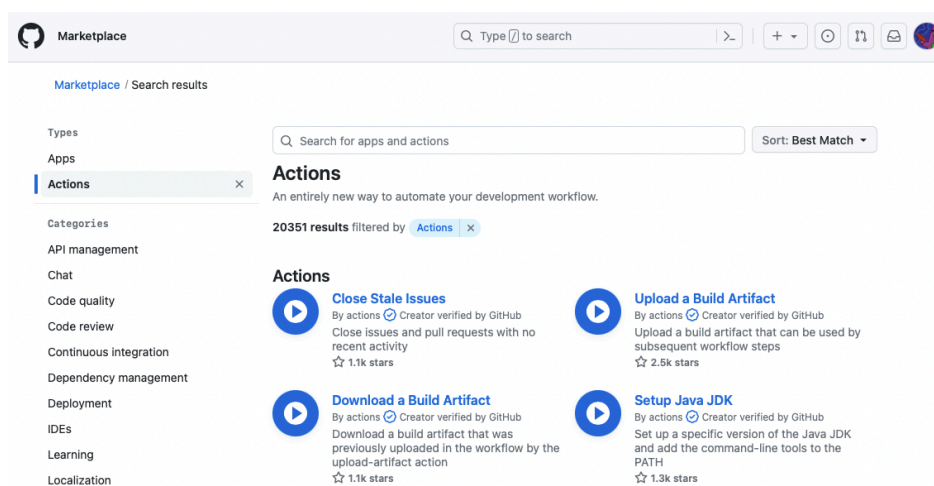 Marketplace
Type / to search
Marketplace / Search results
Types
Apps
Actions
Categories
API management
Chat
Code quality
Code review
Continuous integration
Dependency management
Deployment
IDEs
Learning
Localization
Search for apps and actions
Sort: Best Match
Actions
An entirely new way to automate your development workflow.
20351 results filtered by Actions
Actions
Close Stale Issues
By actions Creator verified by GitHub
Close issues and pull requests with no
recent activity
1.1k stars
Upload a Build Artifact
By actions Creator verified by GitHub
Upload a build artifact that can be used by
subsequent workflow steps
2.5k stars
Download a Build Artifact
By actions Creator verified by GitHub
Download a build artifact that was
previously uploaded in the workflow by the
upload-artifact action
1.1k stars
Setup Java JDK
By actions Creator verified by GitHub
Set up a specific version of the Java JDK
and add the command-line tools to the
PATH
1.3k stars